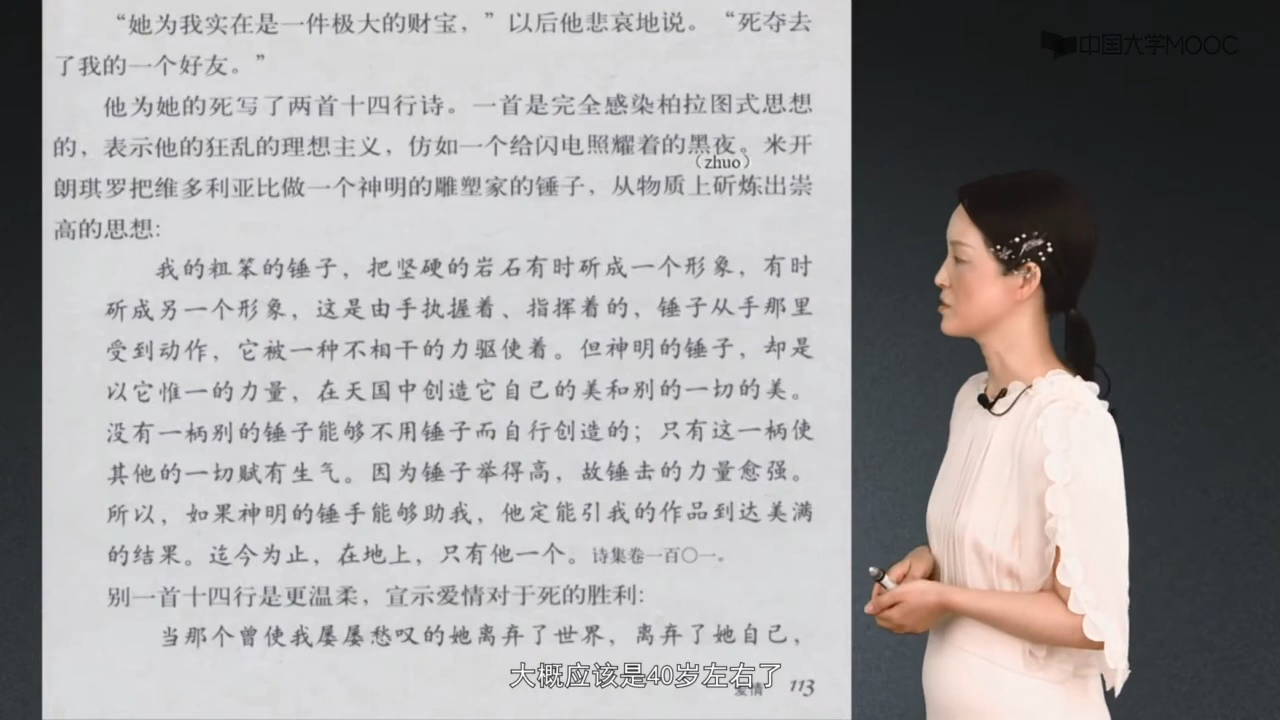 “她为我实在是一件极大的财宝，”以后他悲哀地说。“死夺去
了我的一个好友。”
他为她的死写了两首十四行诗。一首是完全感染柏拉图式思想
的，表示他的狂乱的理想主义，仿如一个给闪电照耀着的黑夜。米开
（zhuo）
朗琪罗把维多利亚比做一个神明的雕塑家的锤子，从物质上斫炼出崇
高的思想：
我的粗笨的锤子，把坚硬的岩石有时斫成一个形象，有时
斫成另一个形象，这是由手执握着、指挥着的，锤子从手那里
受到动作，它被一种不相干的力驱使着。但神明的锤子，却是
以它惟一的力量，在天国中创造它自己的美和别的一切的美。
没有一柄别的锤子能够不用锤子而自行创造的；只有这一柄使
其他的一切赋有生气。因为锤子举得高，故锤击的力量愈强。
所以，如果神明的锤手能够助我，他定能引我的作品到达美满
的结果。迄今为止，在地上，只有他一个。诗集卷一百〇一。
别一首十四行是更温柔，宣示爱情对于死的胜利：
当那个曾使我屡屡愁叹的她离弃了世界，离弃了她自己，
爱情 113
中国大学MOOC
大概应该是40岁左右了